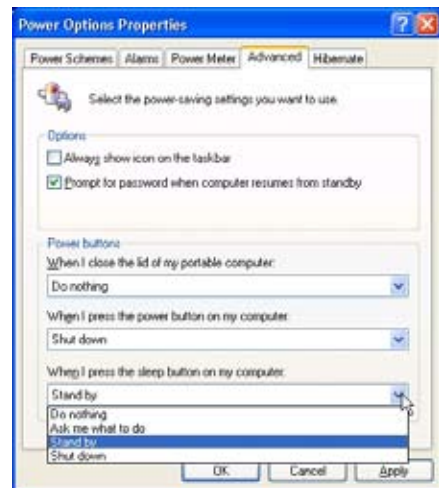 Power Options Properties
Power Schemes Alarms Power Meter Advanced Hibernate
Select the power-saving settings you want to use.
Options
Always show icon on the taskbar
Prompt for password when computer resumes from standby
Power buttons
When I close the lid of my portable computer:
Do nothing
When I press the power button on my computer:
Shut down
When I press the sleep button on my computer:
Stand by
Do nothing
Ask me what to do
Stand by
Shut down
OK Cancel Apply